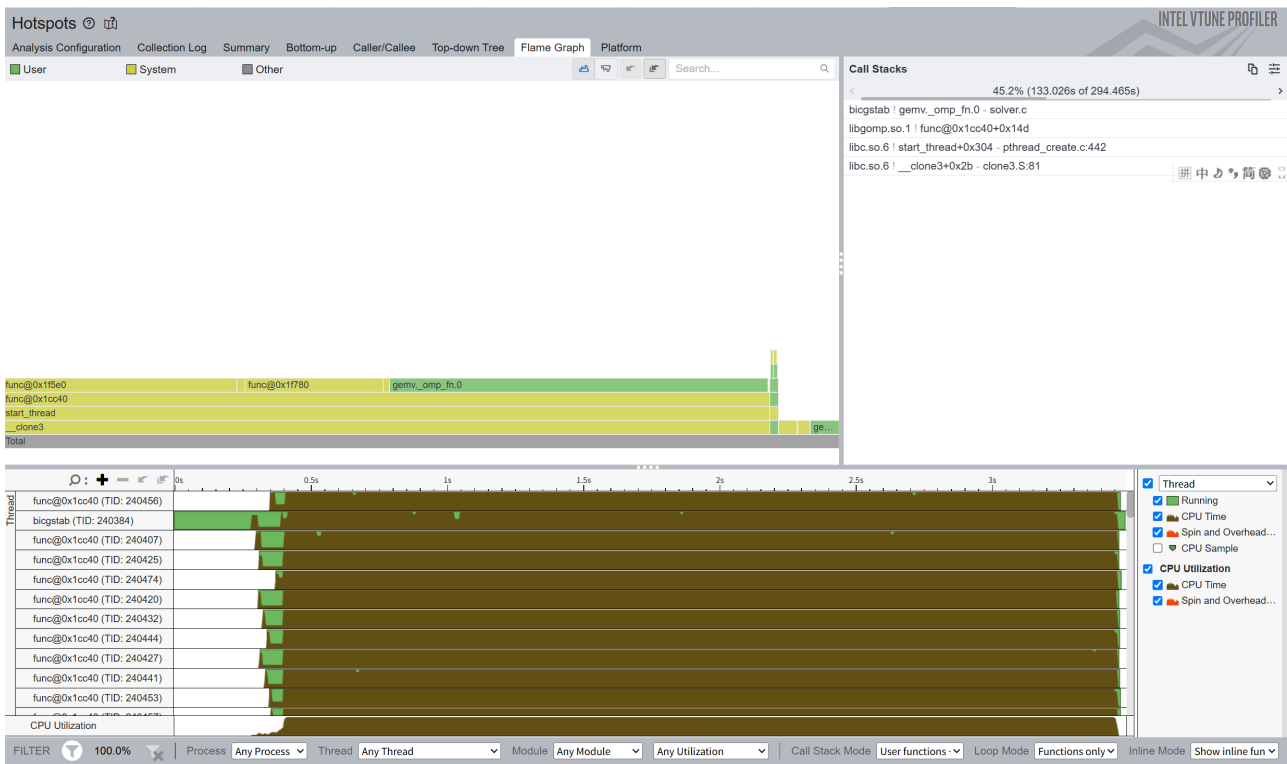 Hotspots
INTEL VTUNE PROFILER
Analysis Configuration Collection Log Summary Bottom-up Caller/Callee Top-down Tree Flame Graph Platform
User System Other Search...
Call Stacks
45.2% (133.026s of 294.465s)
bicgstab ! gemv._omp_fn.0 - solver.c
libgomp.so.1 ! func@0x1cc40+0x14d
libc.so.6 ! start_thread+0x304 - pthread_create.c:442
libc.so.6 ! __clone3+0x2b - clone3.S:81
拼 中 简
func@0x1f5e0 func@0x1f780 gemv._omp_fn.0
func@0x1cc40
start_thread
__clone3 ge...
Total
0s 0.5s 1s 1.5s 2s 2.5s 3s
Thread
func@0x1cc40 (TID: 240456)
bicgstab (TID: 240384)
func@0x1cc40 (TID: 240407)
func@0x1cc40 (TID: 240425)
func@0x1cc40 (TID: 240474)
func@0x1cc40 (TID: 240420)
func@0x1cc40 (TID: 240432)
func@0x1cc40 (TID: 240444)
func@0x1cc40 (TID: 240427)
func@0x1cc40 (TID: 240441)
func@0x1cc40 (TID: 240453)
CPU Utilization
Thread
Running
CPU Time
Spin and Overhead...
CPU Sample
CPU Utilization
CPU Time
Spin and Overhead...
FILTER 100.0% Process Any Process Thread Any Thread Module Any Module Any Utilization Call Stack Mode User functions Loop Mode Functions only Inline Mode Show inline fun